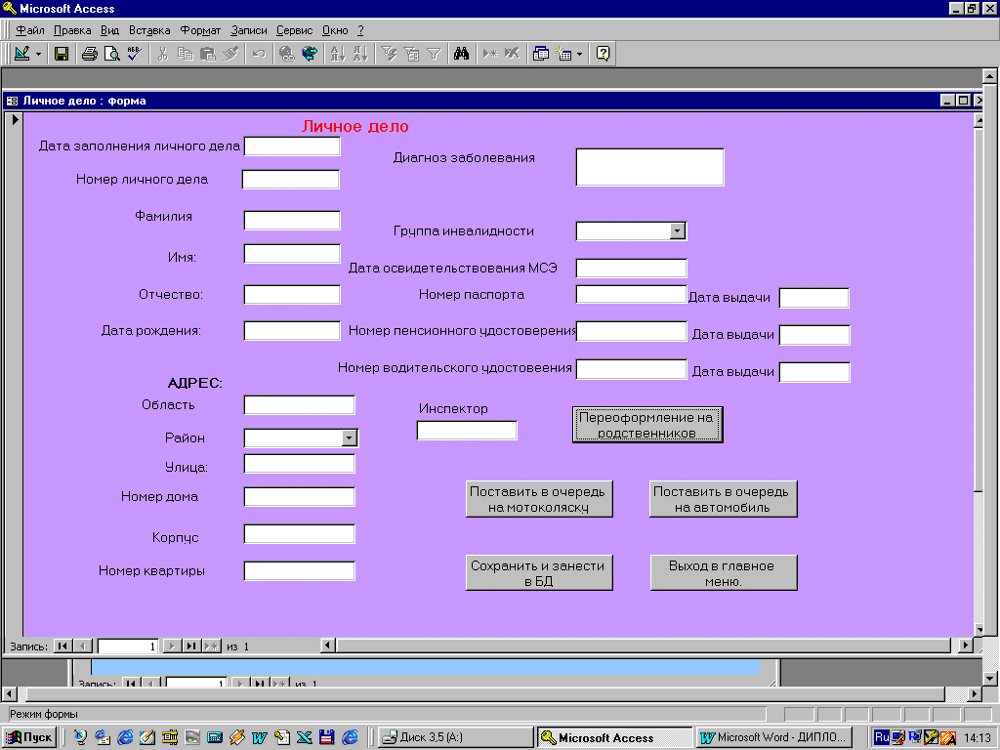 Microsoft Access
Файл Правка Вид Вставка Формат Записи Сервис Окно ?
Личное дело : форма
Личное дело
Дата заполнения личного дела
Номер личного дела
Фамилия
Имя:
Отчество:
Дата рождения:
АДРЕС:
Область
Район
Улица:
Номер дома
Корпус
Номер квартиры
Диагноз заболевания
Группа инвалидности
Дата освидетельствования МСЭ
Номер паспорта
Дата выдачи
Номер пенсионного удостоверения
Дата выдачи
Номер водительского удостовеения
Дата выдачи
Инспектор
Переоформление на
родственников
Поставить в очередь
на мотоколяску
Поставить в очередь
на автомобиль
Сохранить и занести
в БД
Выход в главное
меню.
Запись: 1 из 1
Запись: 1 из 1
Режим формы
Пуск
Диск 3,5 (A:)
Microsoft Access
Microsoft Word - ДИПЛО...
Ru
14:13